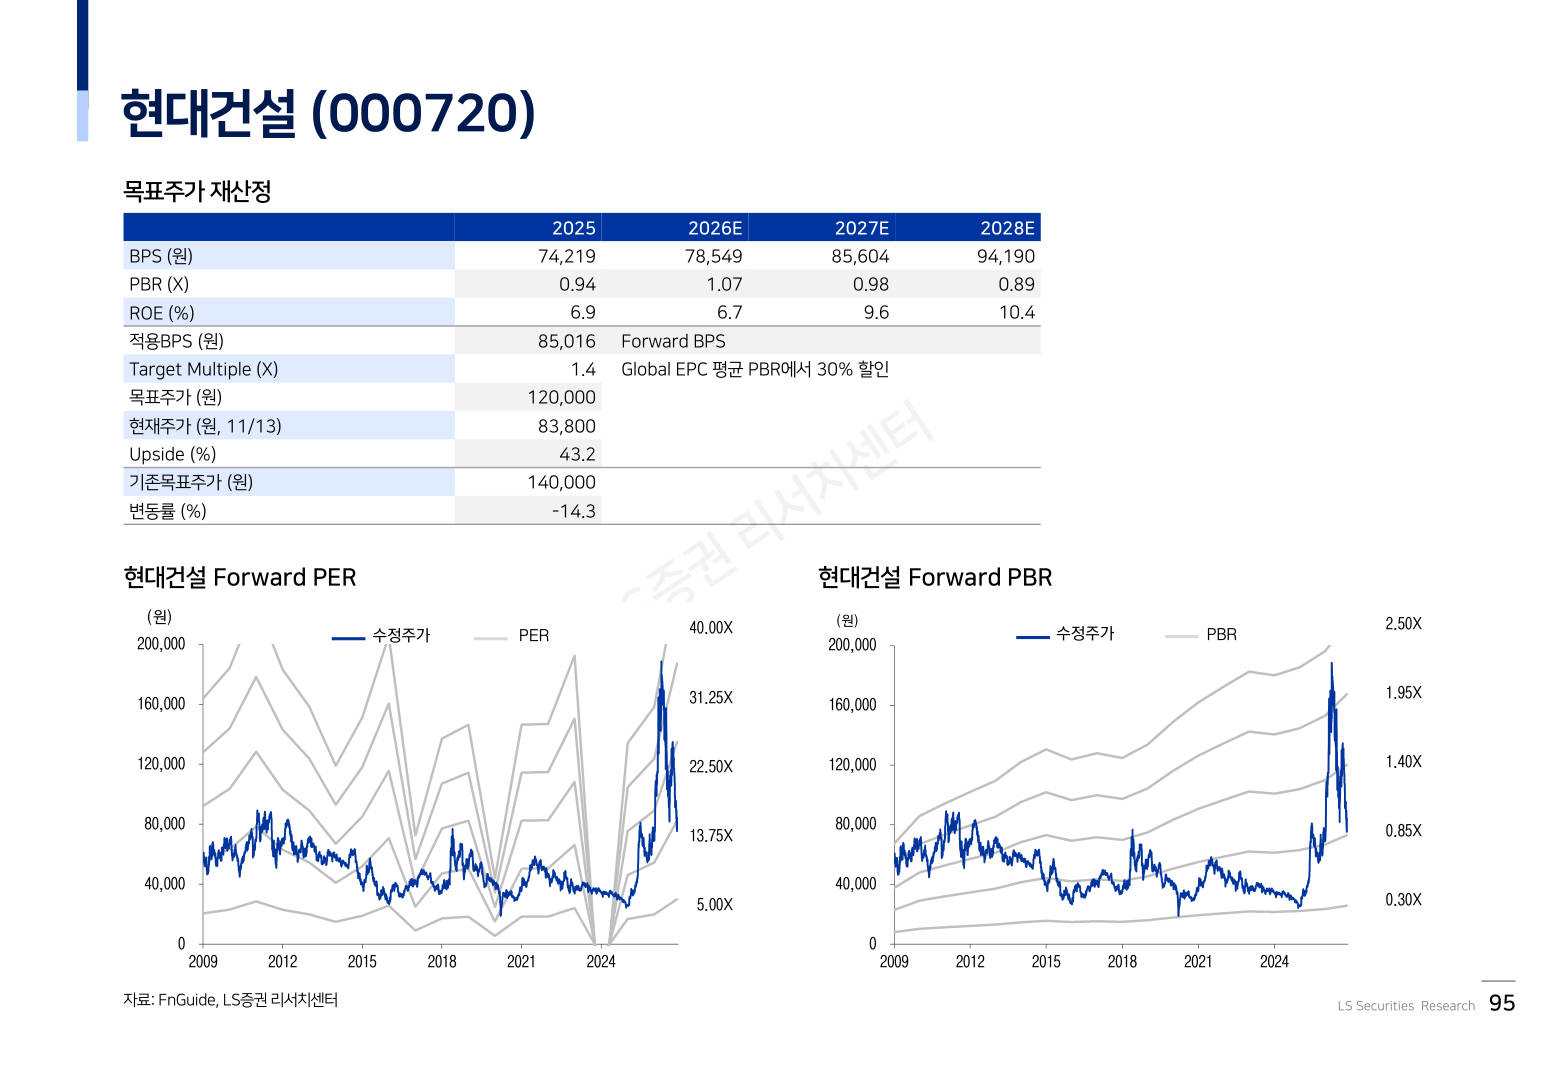 현대건설 (000720)
목표주가 재산정
2025 2026E 2027E 2028E
BPS (원) 74,219 78,549 85,604 94,190
PBR (X) 0.94 1.07 0.98 0.89
ROE (%) 6.9 6.7 9.6 10.4
적용BPS (원) 85,016 Forward BPS
Target Multiple (X) 1.4 Global EPC 평균 PBR에서 30% 할인
목표주가 (원) 120,000
현재주가 (원, 11/13) 83,800
Upside (%) 43.2
기존목표주가 (원) 140,000
변동률 (%) -14.3
증권 리서치센터
현대건설 Forward PER
(원)
수정주가 PER
200,000
160,000
120,000
80,000
40,000
0
2009 2012 2015 2018 2021 2024
40.00X
31.25X
22.50X
13.75X
5.00X
현대건설 Forward PBR
(원)
수정주가 PBR
200,000
160,000
120,000
80,000
40,000
0
2009 2012 2015 2018 2021 2024
2.50X
1.95X
1.40X
0.85X
0.30X
자료: FnGuide, LS증권 리서치센터
LS Securities Research 95